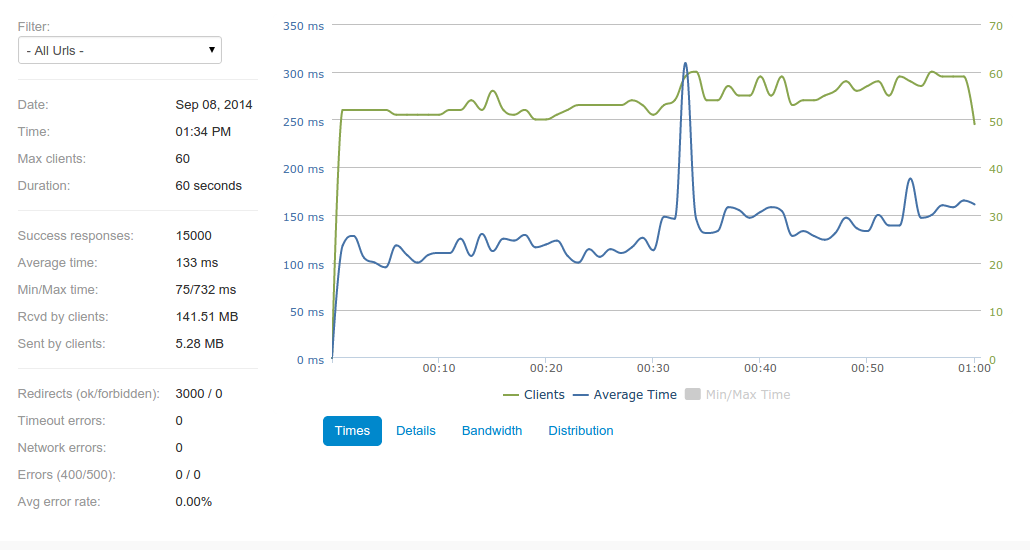 Filter:
- All Urls -
Date: Sep 08, 2014
Time: 01:34 PM
Max clients: 60
Duration: 60 seconds
Success responses: 15000
Average time: 133 ms
Min/Max time: 75/732 ms
Rcvd by clients: 141.51 MB
Sent by clients: 5.28 MB
Redirects (ok/forbidden): 3000 / 0
Timeout errors: 0
Network errors: 0
Errors (400/500): 0 / 0
Avg error rate: 0.00%
350 ms 70
300 ms 60
250 ms 50
200 ms 40
150 ms 30
100 ms 20
50 ms 10
0 ms 0
00:10 00:20 00:30 00:40 00:50 01:00
Clients Average Time Min/Max Time
Times Details Bandwidth Distribution